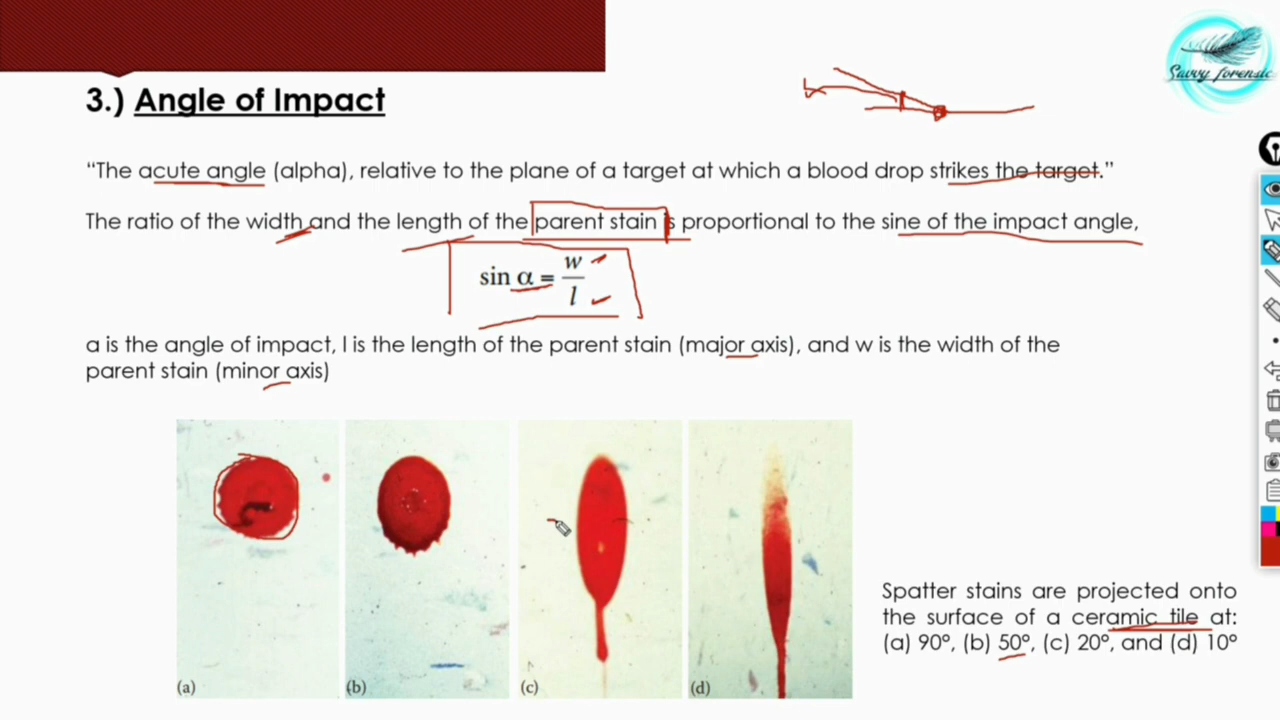 Savvy forensic
3.) Angle of Impact
“The acute angle (alpha), relative to the plane of a target at which a blood drop strikes the target.”
The ratio of the width and the length of the parent stain is proportional to the sine of the impact angle,
sin α = w/l
a is the angle of impact, l is the length of the parent stain (major axis), and w is the width of the
parent stain (minor axis)
(a) (b) (c) (d)
Spatter stains are projected onto
the surface of a ceramic tile at:
(a) 90°, (b) 50°, (c) 20°, and (d) 10°